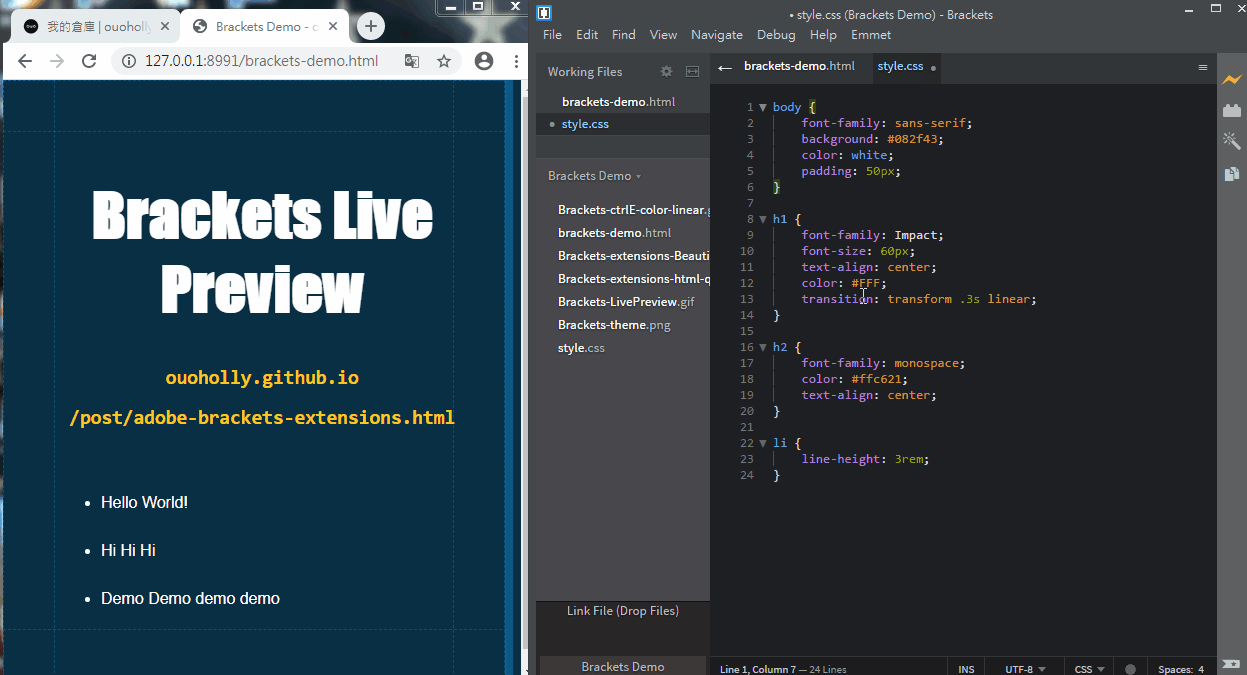 我的倉庫 | ouoholly
Brackets Demo -
127.0.0.1:8991/brackets-demo.html
Brackets Live
Preview
ouoholly.github.io
/post/adobe-brackets-extensions.html
Hello World!
Hi Hi Hi
Demo Demo demo demo
• style.css (Brackets Demo) - Brackets
File Edit Find View Navigate Debug Help Emmet
Working Files
brackets-demo.html
style.css
Brackets Demo
Brackets-ctrlE-color-linear.g
brackets-demo.html
Brackets-extensions-Beauti
Brackets-extensions-html-q
Brackets-LivePreview.gif
Brackets-theme.png
style.css
Link File (Drop Files)
Brackets Demo
brackets-demo.html style.css
1 body {
2 font-family: sans-serif;
3 background: #082f43;
4 color: white;
5 padding: 50px;
6 }
7
8 h1 {
9 font-family: Impact;
10 font-size: 60px;
11 text-align: center;
12 color: #FFF;
13 transition: transform .3s linear;
14 }
15
16 h2 {
17 font-family: monospace;
18 color: #ffc621;
19 text-align: center;
20 }
21
22 li {
23 line-height: 3rem;
24 }
Line 1, Column 7 — 24 Lines INS UTF-8 CSS Spaces: 4